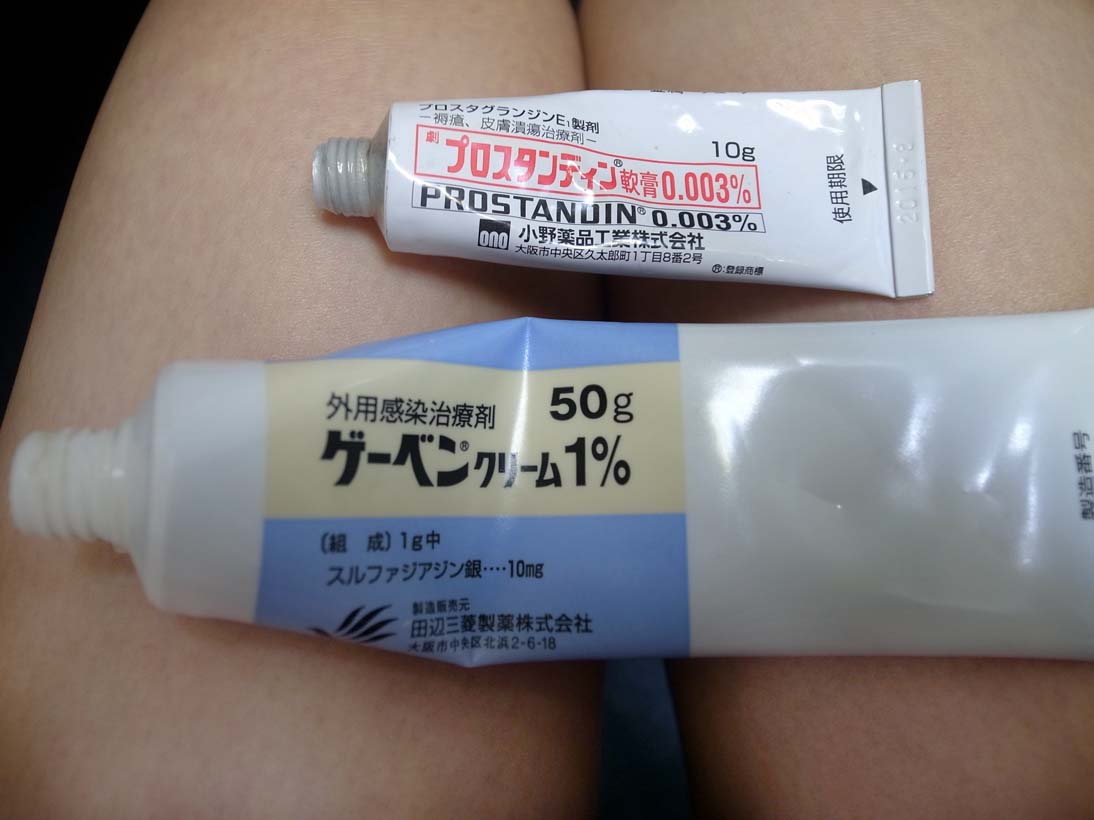 プロスタグランジンE₁製剤
－褥瘡、皮膚潰瘍治療剤－
10g
劇 プロスタンディン®軟膏0.003%
PROSTANDIN® 0.003%
ono 小野薬品工業株式会社
大阪市中央区久太郎町1丁目8番2号
®:登録商標
使用期限
外用感染治療剤 50g
ゲーベン®クリーム1%
〔組 成〕1g中
スルファジアジン銀‥‥10mg
製造販売元
田辺三菱製薬株式会社
大阪市中央区北浜2-6-18
製造番号